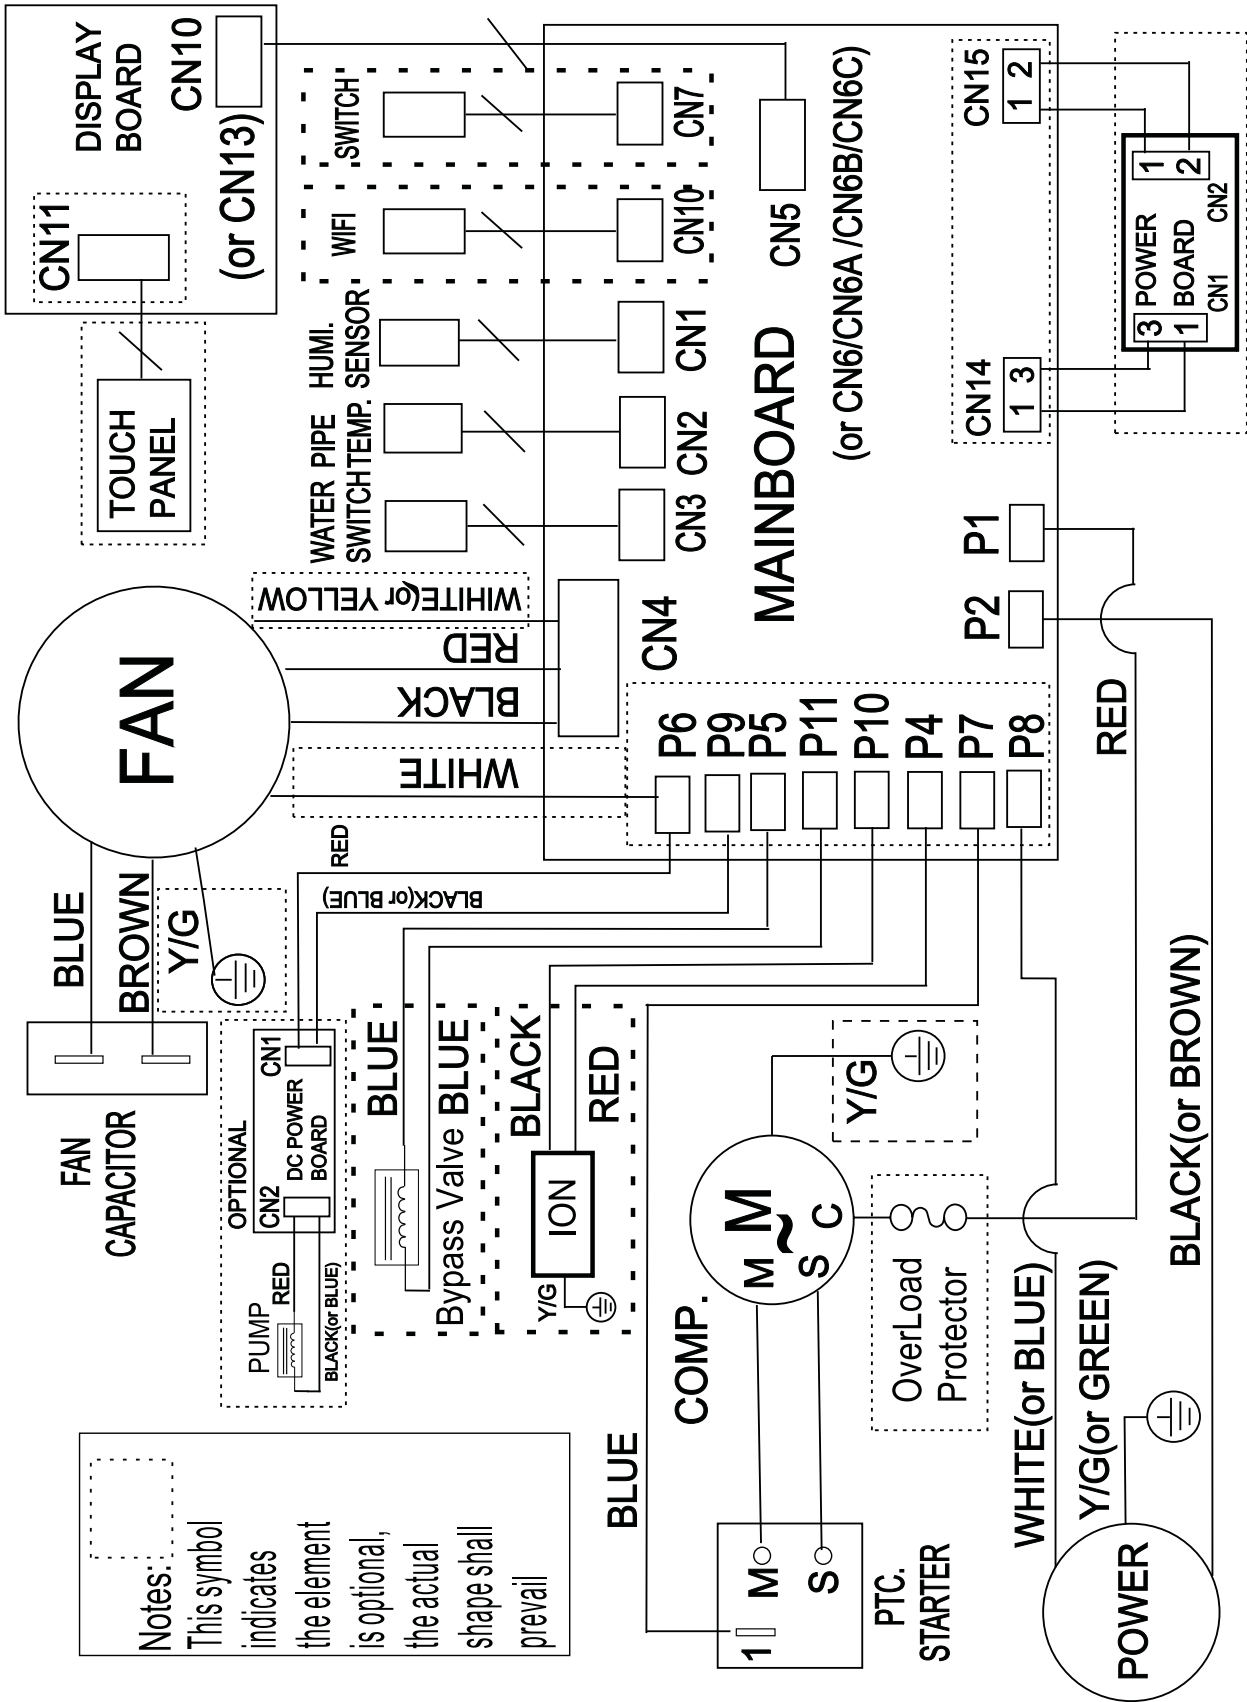 DISPLAY
BOARD
CN10
(or CN13)
CN11
TOUCH
PANEL
SWITCH
CN7
WIFI
CN10
HUMI.
SENSOR
CN1
PIPE
TEMP.
CN2
WATER
SWITCH
CN3
CN5
(or CN6/CN6A /CN6B/CN6C)
MAINBOARD
CN15
1 2
CN14
1 3
POWER
BOARD
CN1
CN2
1
2
3
1
P1
P2
CN4
WIHITE(or YELLOW
RED
BLACK
WHITE
FAN
P6
P9
P5
P11
P10
P4
P7
P8
RED
RED
BLACK(or BLUE)
BLUE
BROWN
Y/G
FAN
CAPACITOR
OPTIONAL
CN1
DC POWER
BOARD
CN2
RED
BLACK(or BLUE)
PUMP
BLUE
BLUE
Bypass Valve
BLACK
RED
ION
Y/G
Y/G
COMP.
M
~
M
S
C
OverLoad
Protector
BLUE
PTC.
STARTER
1
M
S
WHITE(or BLUE)
Y/G(or GREEN)
BLACK(or BROWN)
POWER
Notes:
This symbol
indicates
the element
is optional,
the actual
shape shall
prevail